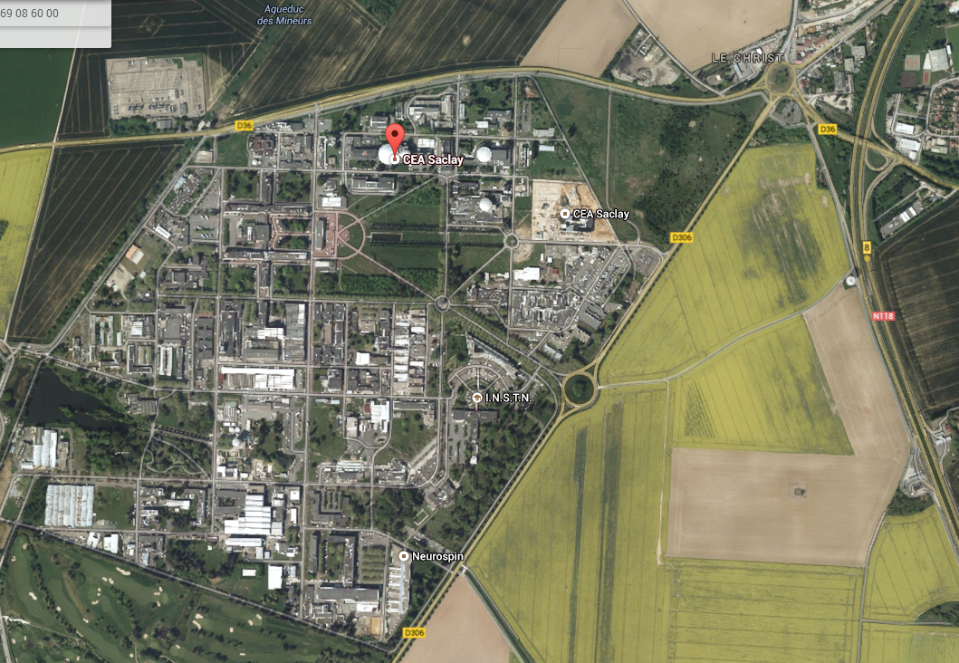 69 08 60 00
Aqueduc
des Mineurs
LE CHRIST
D36
D36
CEA Saclay
CEA Saclay
D306
8
N118
I.N.S.T.N.
Neurospin
D306